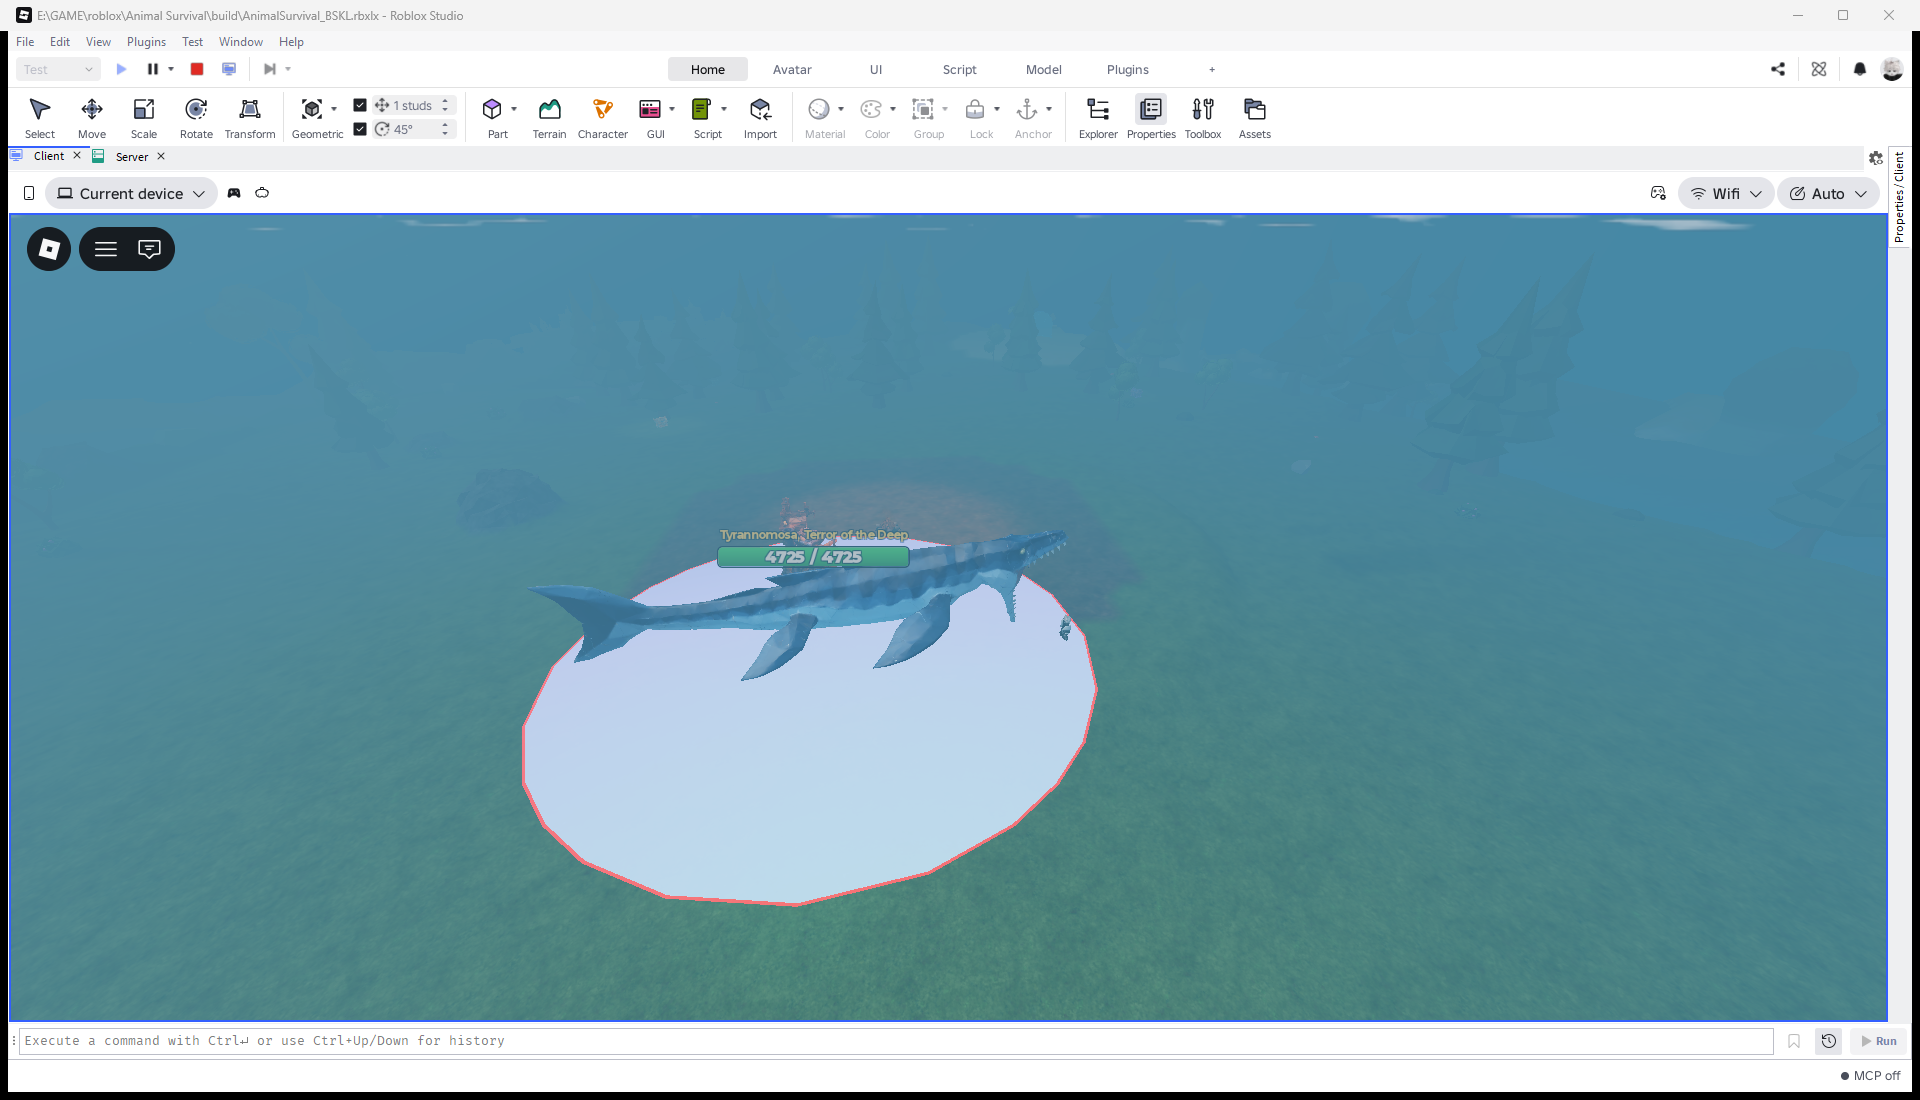 E:\GAME\roblox\Animal Survival\build\AnimalSurvival_BSKL.rbxlx - Roblox Studio
File Edit View Plugins Test Window Help
Test
Home Avatar UI Script Model Plugins +
1 studs
45°
Select Move Scale Rotate Transform Geometric Part Terrain Character GUI Script Import Material Color Group Lock Anchor Explorer Properties Toolbox Assets
Client Server
Current device
Wifi Auto
Properties / Client
Tyrannomosa, Terror of the Deep
4725 / 4725
Execute a command with Ctrl↵ or use Ctrl+Up/Down for history
Run
MCP off